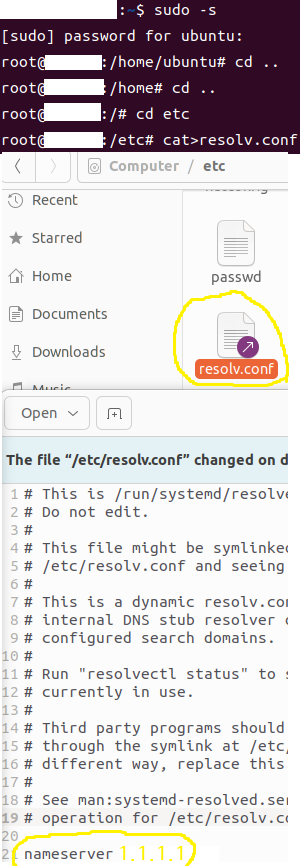 :~$ sudo -s
[sudo] password for ubuntu:
root@ :/home/ubuntu# cd ..
root@ :/home# cd ..
root@ :/# cd etc
root@ :/etc# cat>resolv.conf
Computer / etc
Recent
Starred
Home
Documents
Downloads
passwd
resolv.conf
Open
The file “/etc/resolv.conf” changed on d
1 # This is /run/systemd/resolve
2 # Do not edit.
3 #
4 # This file might be symlinked
5 # /etc/resolv.conf and seeing
6 #
7 # This is a dynamic resolv.con
8 # internal DNS stub resolver
9 # configured search domains.
10 #
11 # Run "resolvectl status" to s
12 # currently in use.
13 #
14 # Third party programs should
15 # through the symlink at /etc/
16 # different way, replace this
17 #
18 # See man:systemd-resolved.ser
19 # operation for /etc/resolv.co
20
21 nameserver 1.1.1.1